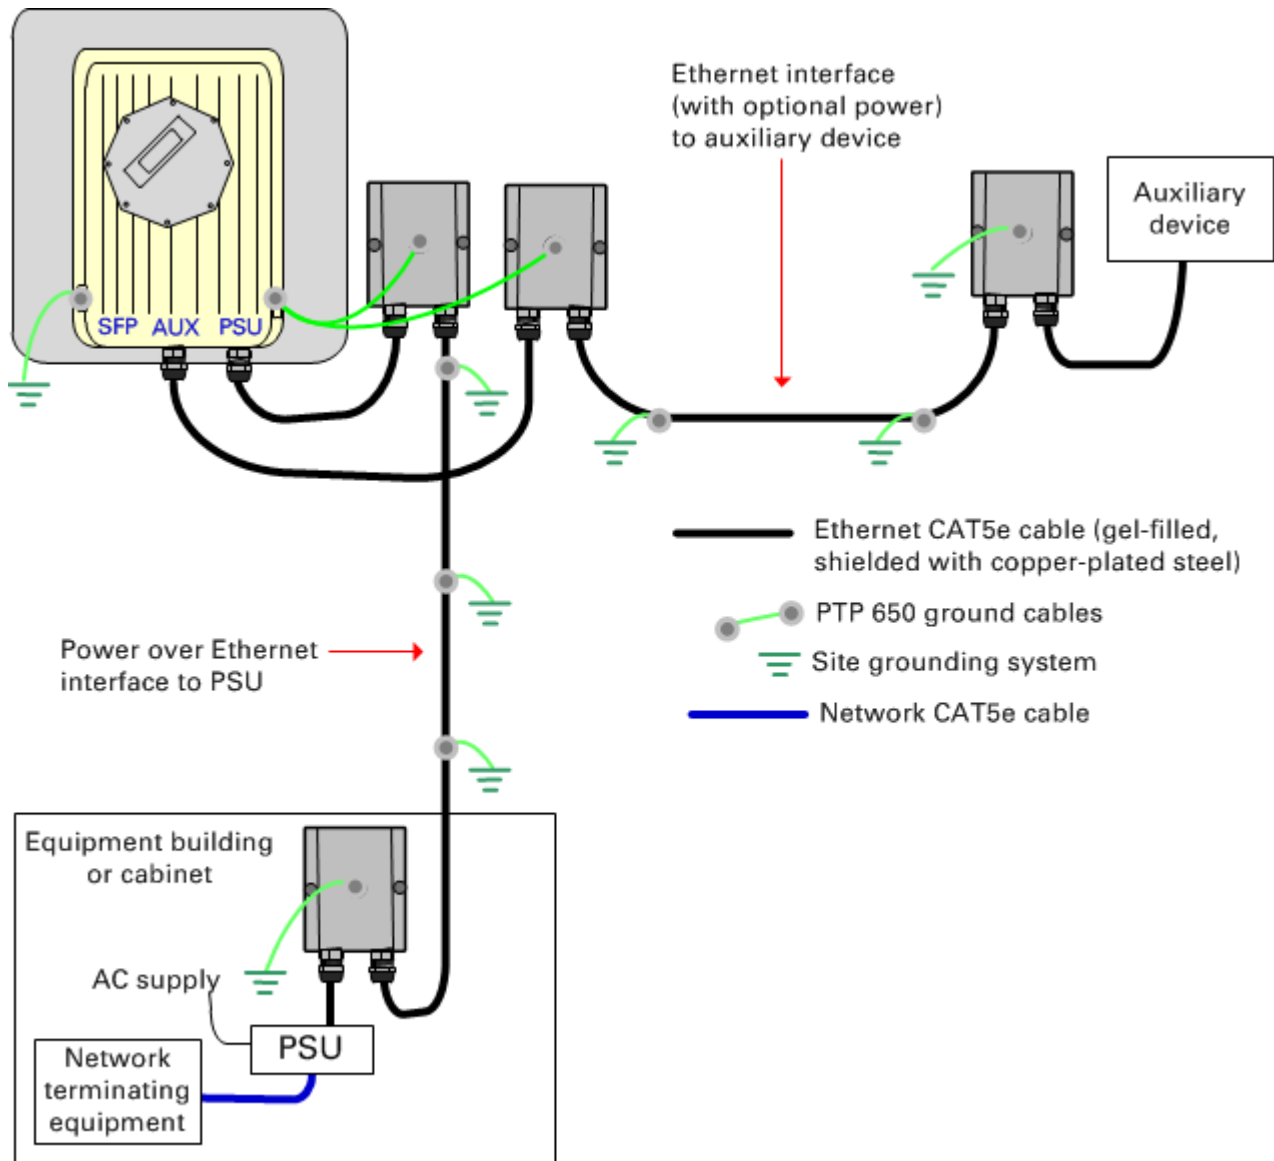 Ethernet interface
(with optional power)
to auxiliary device
Auxiliary
device
SFP AUX PSU
Ethernet CAT5e cable (gel-filled,
shielded with copper-plated steel)
PTP 650 ground cables
Site grounding system
Network CAT5e cable
Power over Ethernet
interface to PSU
Equipment building
or cabinet
AC supply
PSU
Network
terminating
equipment